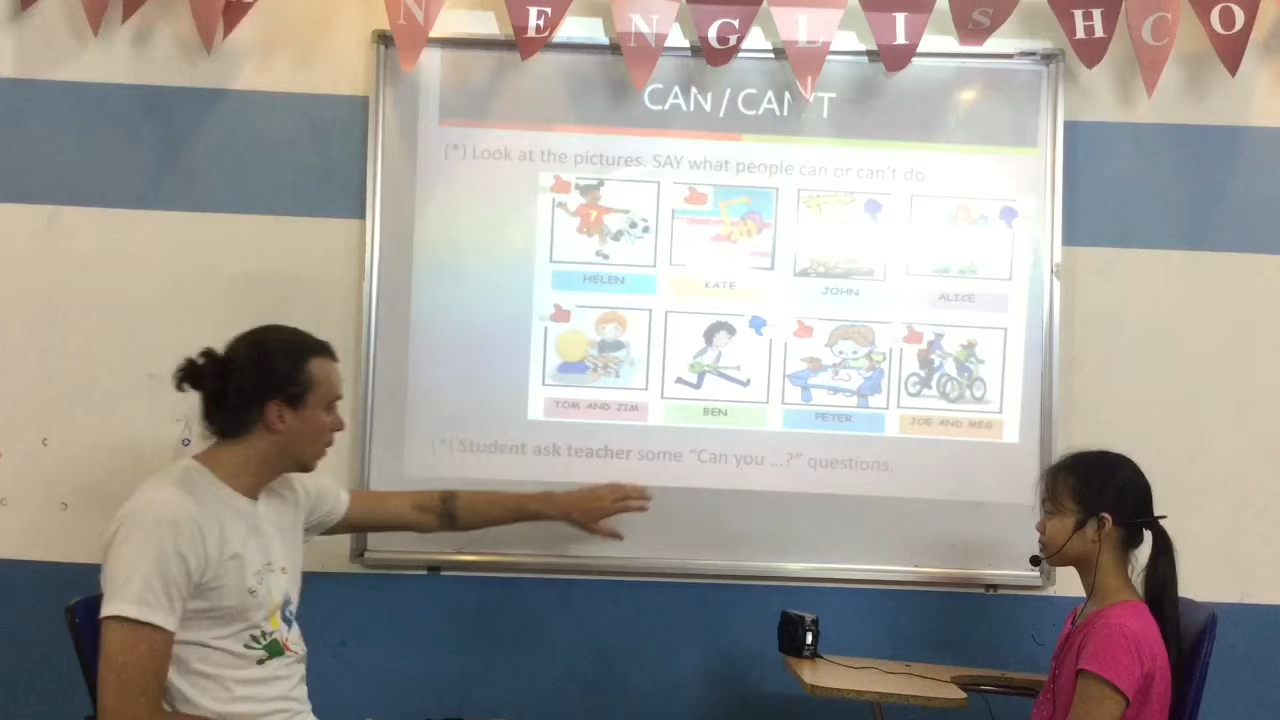 N ENGLISH CO
CAN / CAN'T
(*) Look at the pictures. SAY what people can or can't do
HELEN
KATE
JOHN
ALICE
TOM AND JIM
BEN
PETER
JOE AND MEG
(*) Student ask teacher some "Can you ...?" questions.
7